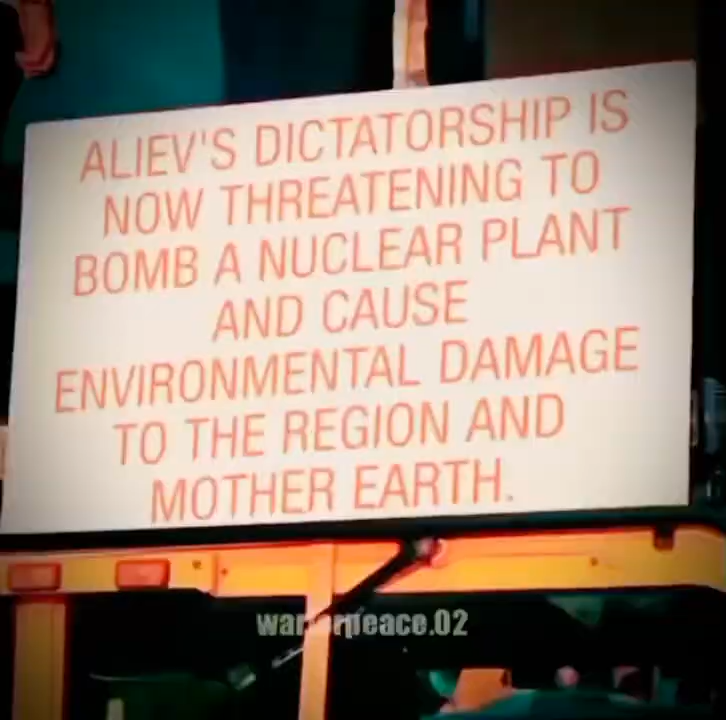 ALIEV'S DICTATORSHIP IS
NOW THREATENING TO
BOMB A NUCLEAR PLANT
AND CAUSE
ENVIRONMENTAL DAMAGE
TO THE REGION AND
MOTHER EARTH.